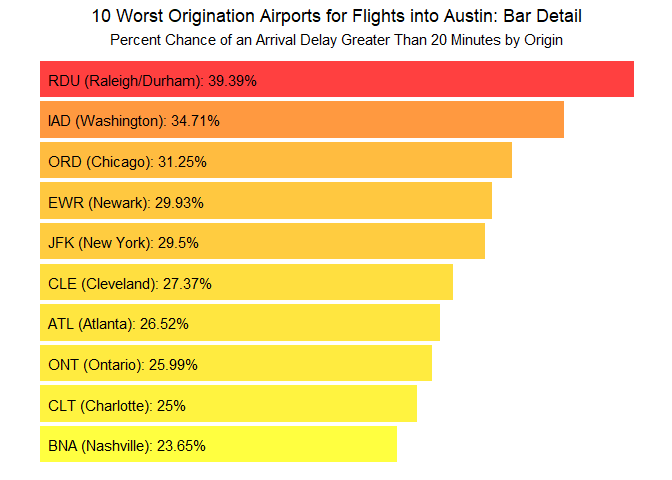 10 Worst Origination Airports for Flights into Austin: Bar Detail
Percent Chance of an Arrival Delay Greater Than 20 Minutes by Origin
RDU (Raleigh/Durham): 39.39%
IAD (Washington): 34.71%
ORD (Chicago): 31.25%
EWR (Newark): 29.93%
JFK (New York): 29.5%
CLE (Cleveland): 27.37%
ATL (Atlanta): 26.52%
ONT (Ontario): 25.99%
CLT (Charlotte): 25%
BNA (Nashville): 23.65%